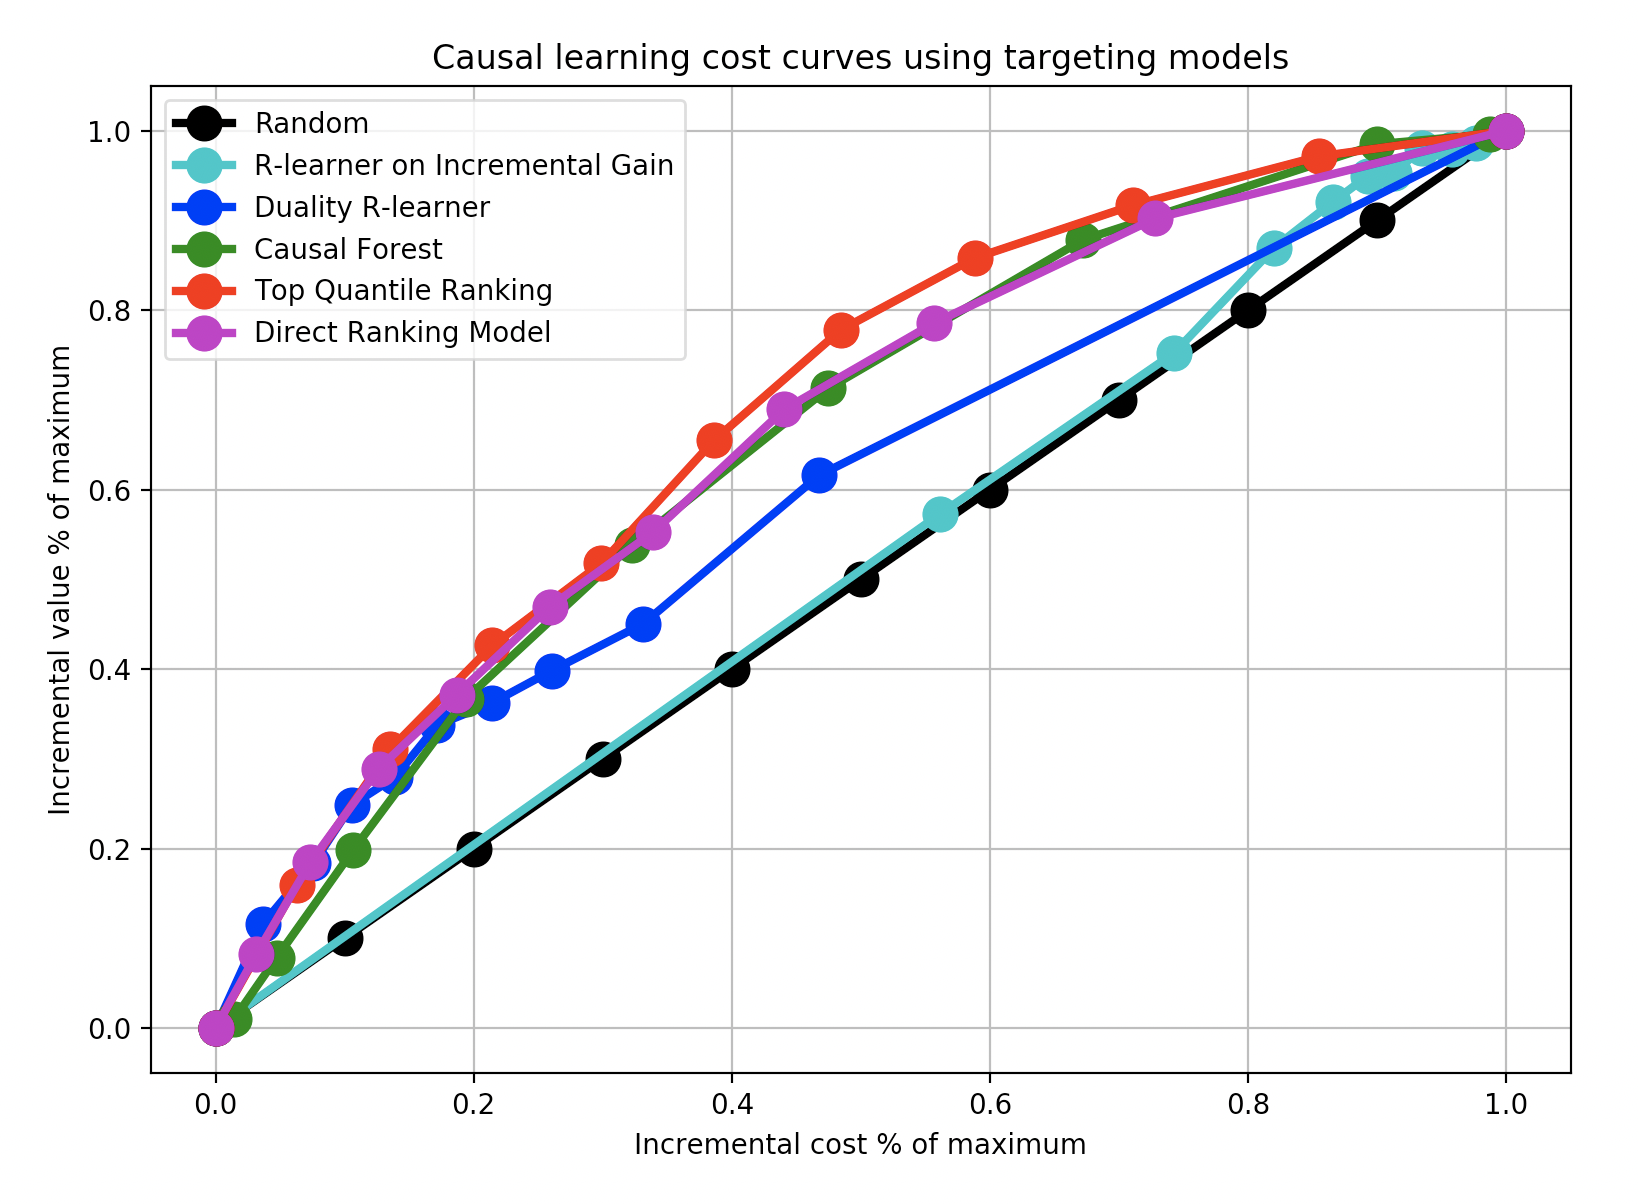 Causal learning cost curves using targeting models
Random
R-learner on Incremental Gain
Duality R-learner
Causal Forest
Top Quantile Ranking
Direct Ranking Model
Incremental value % of maximum
1.0
0.8
0.6
0.4
0.2
0.0
0.0 0.2 0.4 0.6 0.8 1.0
Incremental cost % of maximum